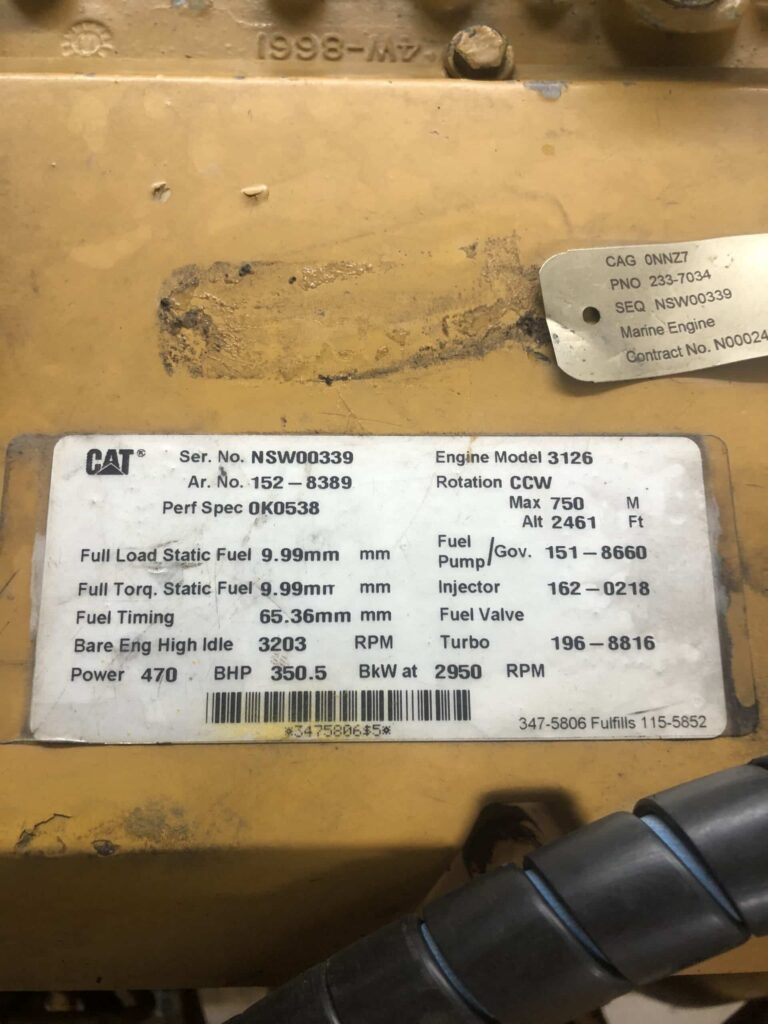 4W-8661
CAG 0NNZ7
PNO 233-7034
SEQ NSW00339
Marine Engine
Contract No. N00024
CAT® Ser. No. NSW00339 Engine Model 3126
Ar. No. 152-8389 Rotation CCW
Perf Spec 0K0538 Max 750 M
Alt 2461 Ft
Full Load Static Fuel 9.99mm mm Fuel Pump/Gov. 151-8660
Full Torq. Static Fuel 9.99mm mm Injector 162-0218
Fuel Timing 65.36mm mm Fuel Valve
Bare Eng High Idle 3203 RPM Turbo 196-8816
Power 470 BHP 350.5 BkW at 2950 RPM
*3475806$5*
347-5806 Fulfills 115-5852